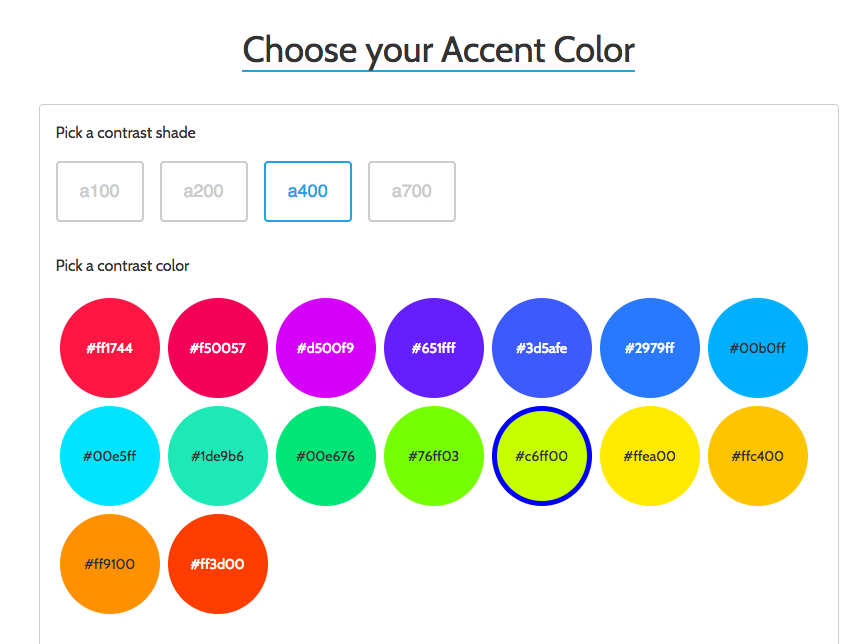 Choose your Accent Color
Pick a contrast shade
a100 a200 a400 a700
Pick a contrast color
#ff1744 #f50057 #d500f9 #651fff #3d5afe #2979ff #00b0ff
#00e5ff #1de9b6 #00e676 #76ff03 #c6ff00 #ffea00 #ffc400
#ff9100 #ff3d00